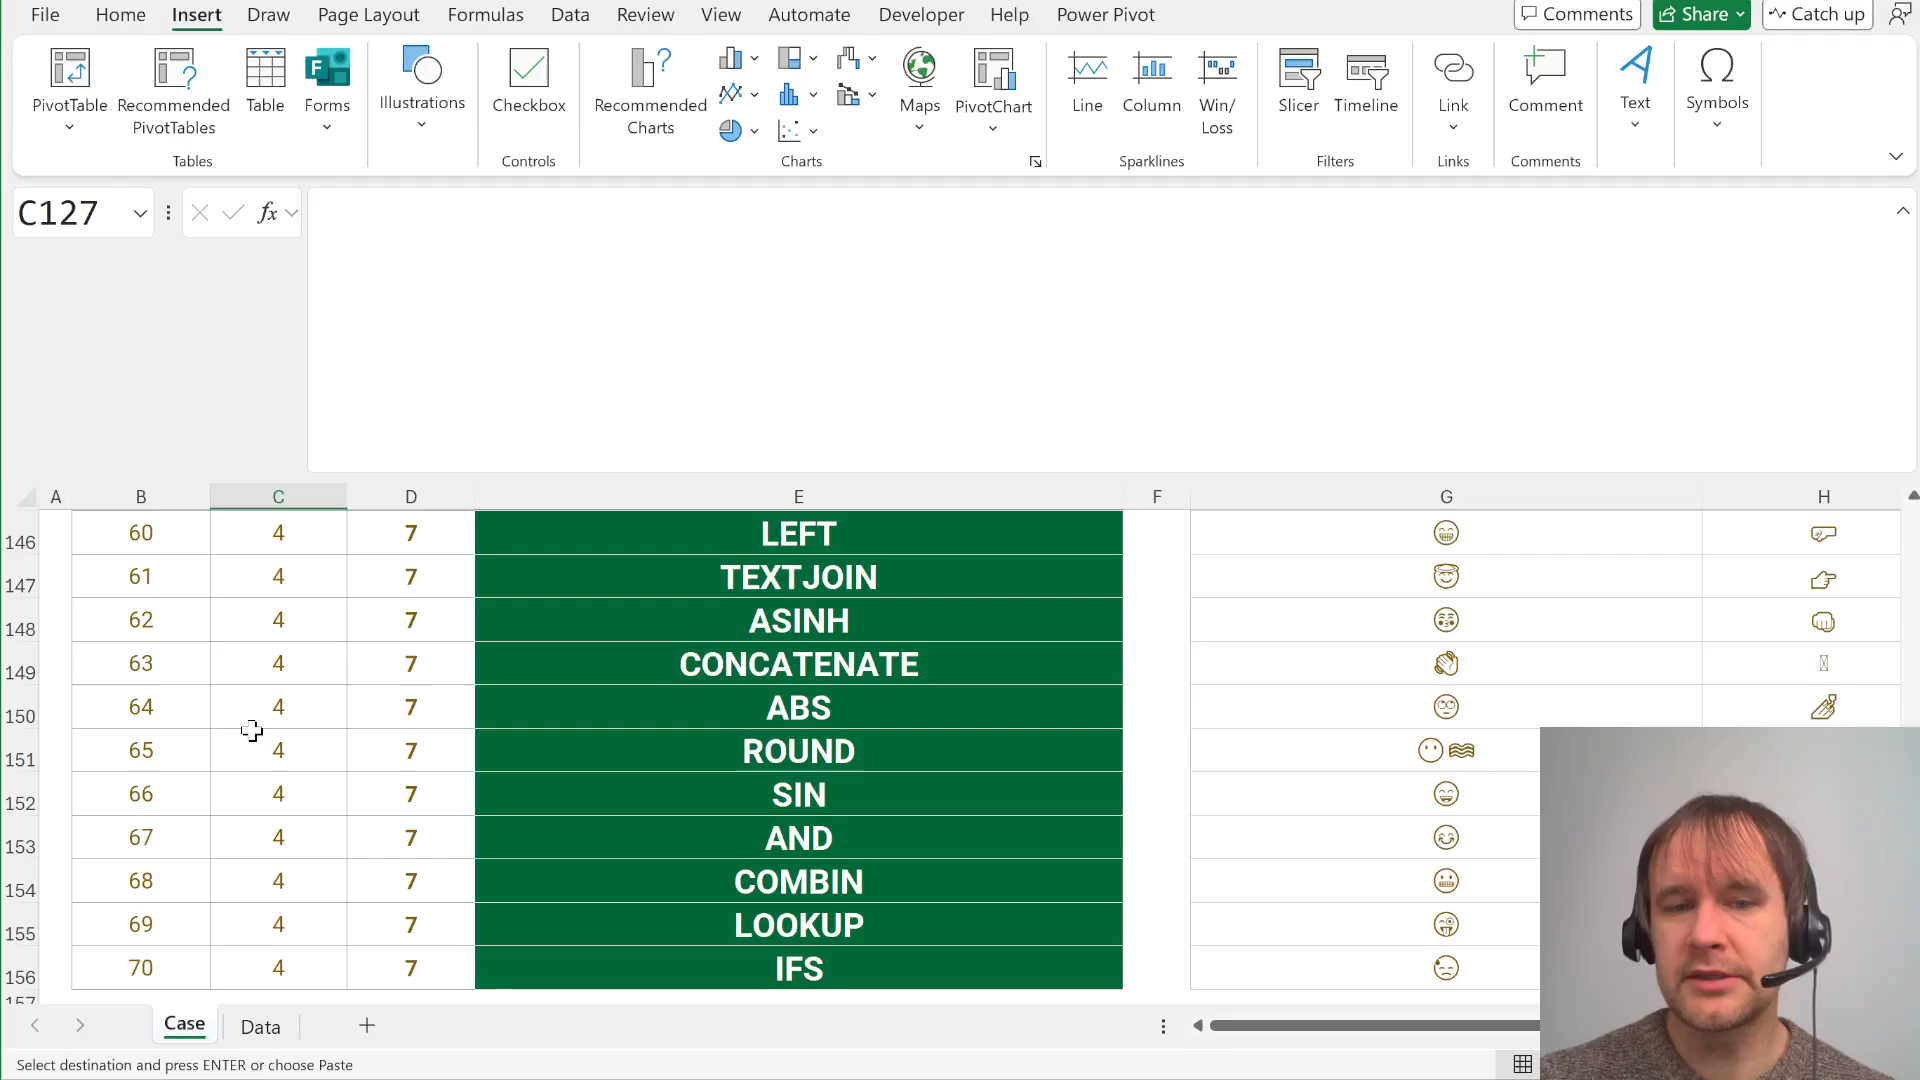 File Home Insert Draw Page Layout Formulas Data Review View Automate Developer Help Power Pivot Comments Share Catch up
PivotTable Recommended PivotTables Table Forms Illustrations Checkbox Recommended Charts Maps PivotChart Line Column Win/ Loss Slicer Timeline Link Comment Text Symbols
Tables Controls Charts Sparklines Filters Links Comments
C127 fx
A B C D E F G H
146 60 4 7 LEFT
147 61 4 7 TEXTJOIN
148 62 4 7 ASINH
149 63 4 7 CONCATENATE
150 64 4 7 ABS
151 65 4 7 ROUND
152 66 4 7 SIN
153 67 4 7 AND
154 68 4 7 COMBIN
155 69 4 7 LOOKUP
156 70 4 7 IFS
157
Case Data
Select destination and press ENTER or choose Paste